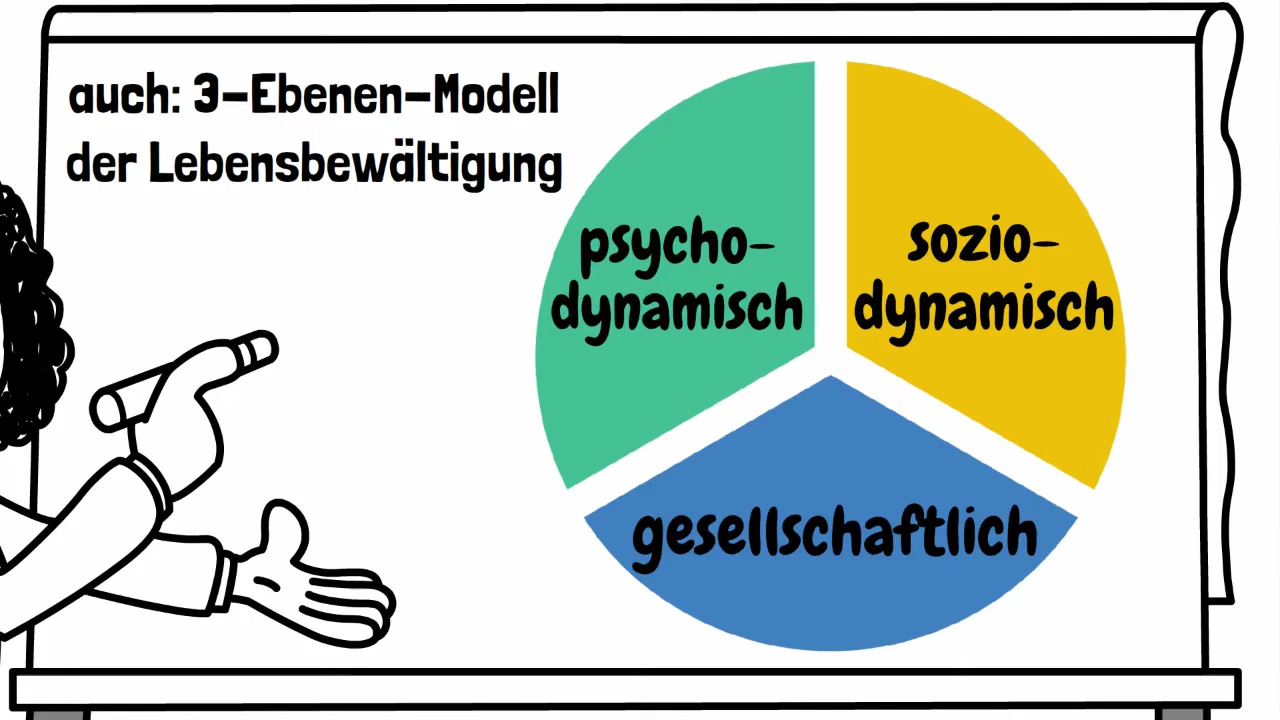 auch: 3-Ebenen-Modell
der Lebensbewältigung
psycho-
dynamisch
sozio-
dynamisch
gesellschaftlich